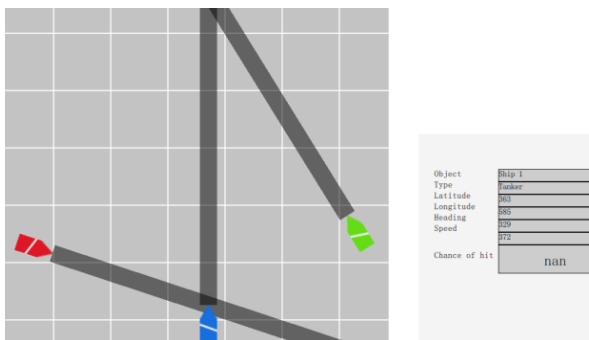 Object Ship 1
Type Tanker
Latitude 363
Longitude 585
Heading 329
Speed 372
Chance of hit nan